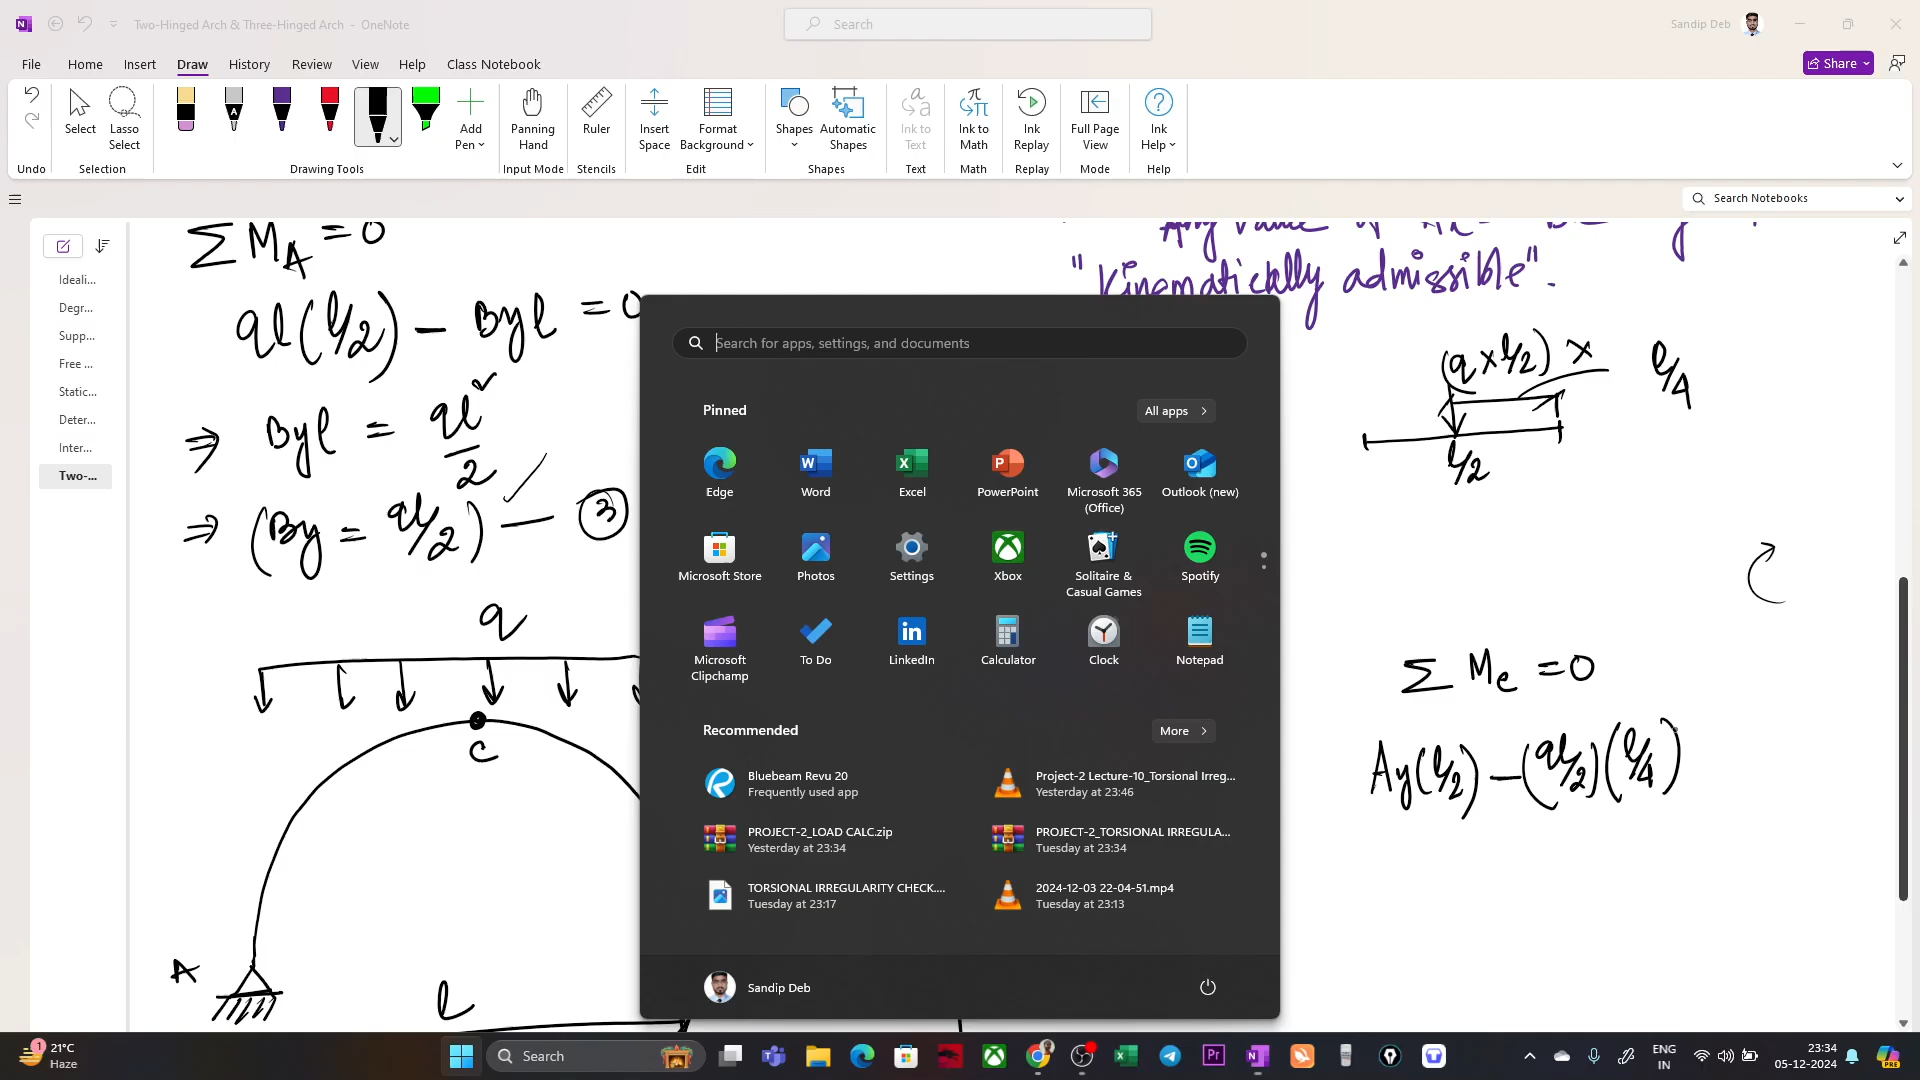 Two-Hinged Arch & Three-Hinged Arch - OneNote
Search
Sandip Deb
File Home Insert Draw History Review View Help Class Notebook
Share
Select
Lasso Select
Add Pen
Panning Hand
Ruler
Insert Space
Format Background
Shapes
Automatic Shapes
Ink to Text
Ink to Math
Ink Replay
Full Page View
Ink Help
Undo
Selection
Drawing Tools
Input Mode
Stencils
Edit
Shapes
Text
Math
Replay
Mode
Help
Search Notebooks
Ideali...
Degr...
Supp...
Free ...
Static...
Deter...
Inter...
Two-...
ΣM_A = 0
ql(l/2) - Byl = 0
⇒ Byl = ql²/2
⇒ (By = ql/2) — ③
q
C
A
l
"Kinematically admissible".
(q×l/2) × l/4
l/2
ΣMc = 0
Ay(l/2) — (ql/2)(l/4)
Search for apps, settings, and documents
Pinned
All apps
Edge
Word
Excel
PowerPoint
Microsoft 365 (Office)
Outlook (new)
Microsoft Store
Photos
Settings
Xbox
Solitaire & Casual Games
Spotify
Microsoft Clipchamp
To Do
LinkedIn
Calculator
Clock
Notepad
Recommended
More
Bluebeam Revu 20
Frequently used app
Project-2 Lecture-10_Torsional Irreg...
Yesterday at 23:46
PROJECT-2_LOAD CALC.zip
Yesterday at 23:34
PROJECT-2_TORSIONAL IRREGULA...
Tuesday at 23:34
TORSIONAL IRREGULARITY CHECK....
Tuesday at 23:17
2024-12-03 22-04-51.mp4
Tuesday at 23:13
Sandip Deb
1
21°C
Haze
Search
ENG
IN
23:34
05-12-2024